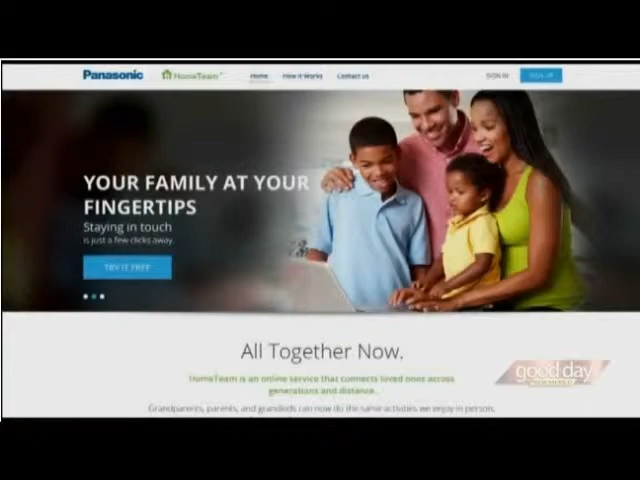 Panasonic HomeTeam Home How it Works Contact us SIGN IN SIGN UP
YOUR FAMILY AT YOUR
FINGERTIPS
Staying in touch
is just a few clicks away.
TRY IT FREE
All Together Now.
HomeTeam is an online service that connects loved ones across
generations and distance.
Grandparents, parents, and grandkids can now do the same activities we enjoy in person,
good day